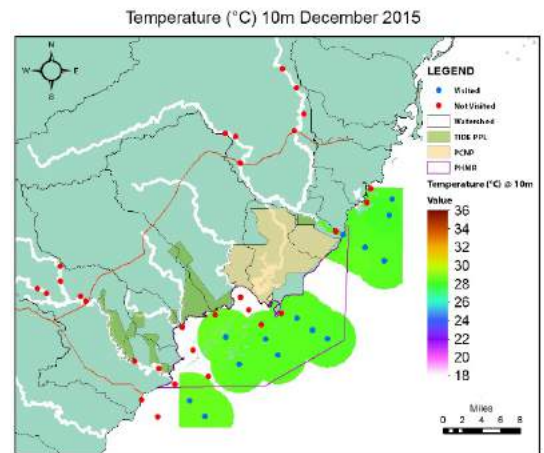 Temperature (°C) 10m December 2015
N
W E
S
LEGEND
Visited
Not Visited
Watershed
TIDE PPL
PCNP
PHMR
Temperature (°C) @ 10m
Value
36
34
32
30
28
26
24
22
20
18
Miles
0 2 4 6 8